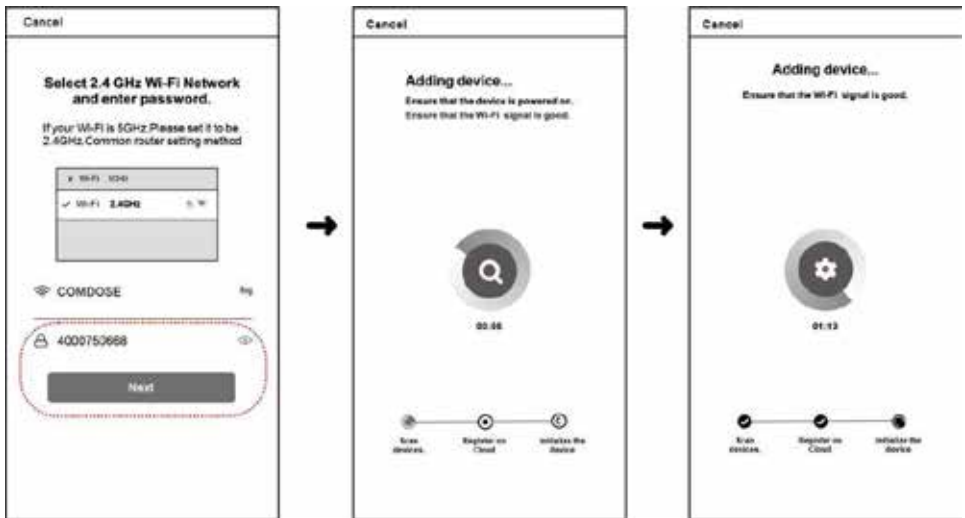 Cancel
Select 2.4 GHz Wi-Fi Network
and enter password.
If your Wi-Fi is 5GHz.Please set it to be
2.4GHz.Common router setting method
Wi-Fi 5GHz
Wi-Fi 2.4GHz
COMDOSE
4000750668
Next
Cancel
Adding device...
Ensure that the device is powered on.
Ensure that the Wi-Fi signal is good.
Scan
devices.
Register on
Cloud
Initialize the
device
Cancel
Adding device...
Ensure that the Wi-Fi signal is good.
01:13
Scan
devices.
Register on
Cloud
Initialize the
device